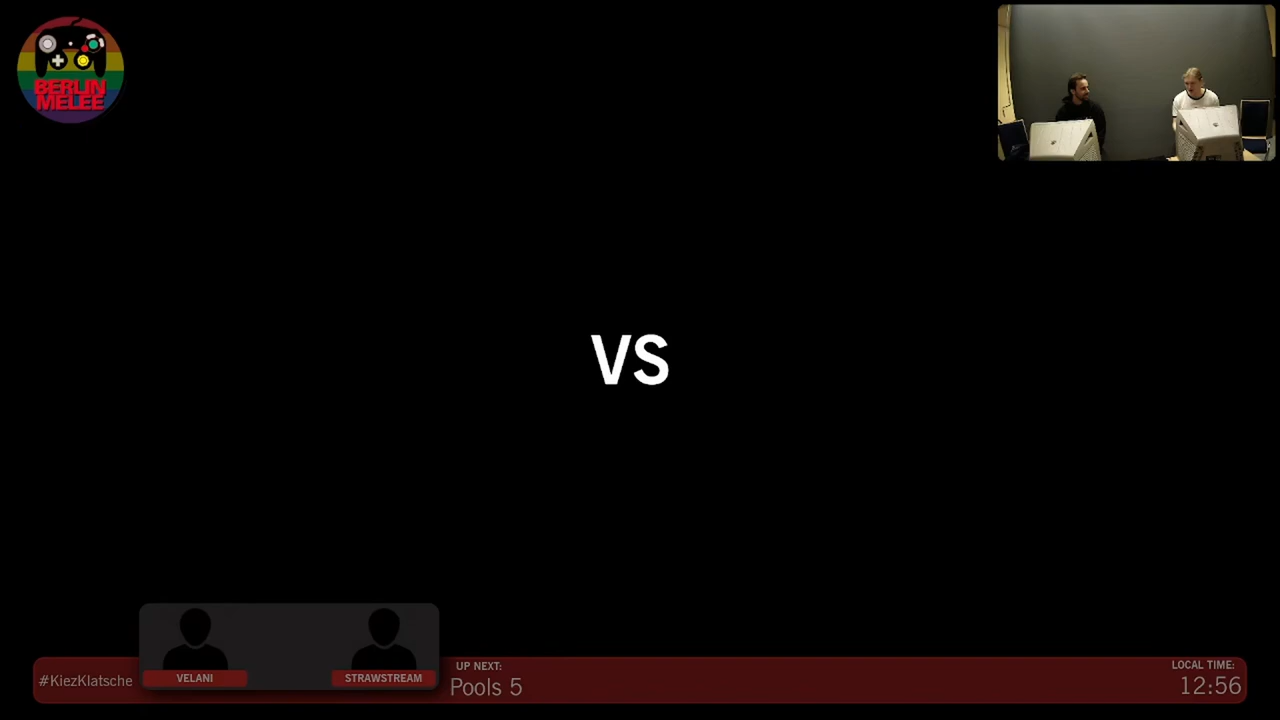 BERLIN
MELEE
VS
#KiezKlatsche
VELANI
STRAWSTREAM
UP NEXT:
Pools 5
LOCAL TIME:
12:56